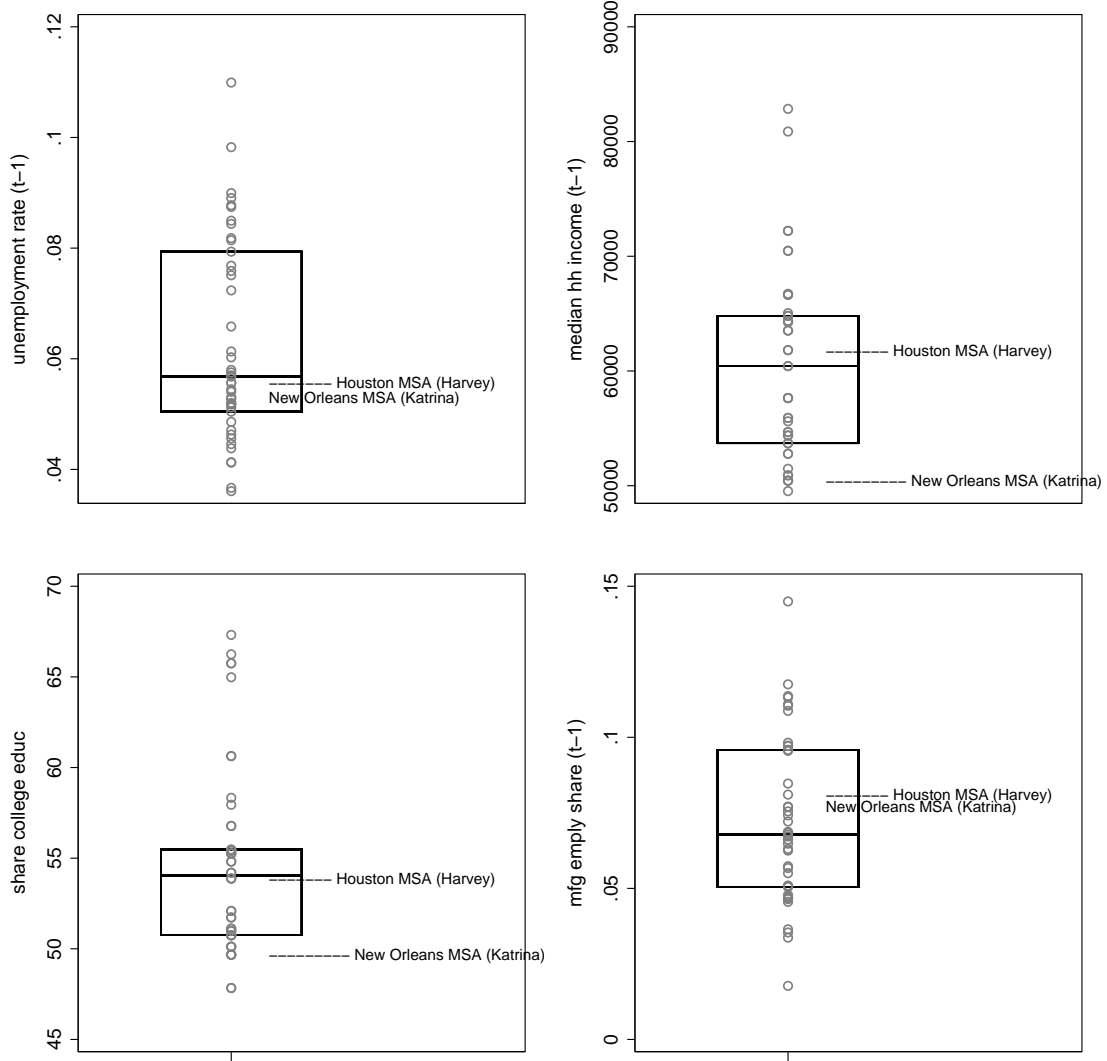 unemployment rate (t−1)
.12
.1
.08
.06
.04
Houston MSA (Harvey)
New Orleans MSA (Katrina)
median hh income (t−1)
90000
80000
70000
60000
50000
Houston MSA (Harvey)
New Orleans MSA (Katrina)
share college educ
70
65
60
55
50
45
Houston MSA (Harvey)
New Orleans MSA (Katrina)
mfg emply share (t−1)
.15
.1
.05
0
Houston MSA (Harvey)
New Orleans MSA (Katrina)